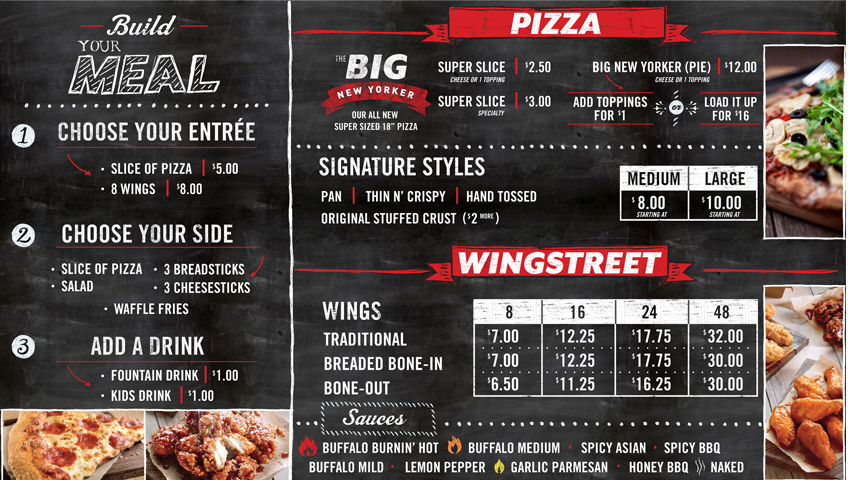 Build
YOUR
MEAL
1 CHOOSE YOUR ENTRÉE
• SLICE OF PIZZA | $5.00
• 8 WINGS | $8.00
2 CHOOSE YOUR SIDE
• SLICE OF PIZZA • 3 BREADSTICKS
• SALAD • 3 CHEESESTICKS
• WAFFLE FRIES
3 ADD A DRINK
• FOUNTAIN DRINK | $1.00
• KIDS DRINK | $1.00
PIZZA
THE BIG
NEW YORKER
OUR ALL NEW
SUPER SIZED 18" PIZZA
SUPER SLICE | $2.50
CHEESE OR 1 TOPPING
SUPER SLICE | $3.00
SPECIALTY
BIG NEW YORKER (PIE) | $12.00
CHEESE OR 1 TOPPING
ADD TOPPINGS
FOR $1
or
LOAD IT UP
FOR $16
SIGNATURE STYLES
PAN | THIN N' CRISPY | HAND TOSSED
ORIGINAL STUFFED CRUST ($2 MORE)
MEDIUM LARGE
$8.00 $10.00
STARTING AT STARTING AT
WINGSTREET
WINGS 8 16 24 48
TRADITIONAL $7.00 $12.25 $17.75 $32.00
BREADED BONE-IN $7.00 $12.25 $17.75 $30.00
BONE-OUT $6.50 $11.25 $16.25 $30.00
Sauces
BUFFALO BURNIN' HOT BUFFALO MEDIUM • SPICY ASIAN • SPICY BBQ
BUFFALO MILD • LEMON PEPPER GARLIC PARMESAN • HONEY BBQ NAKED